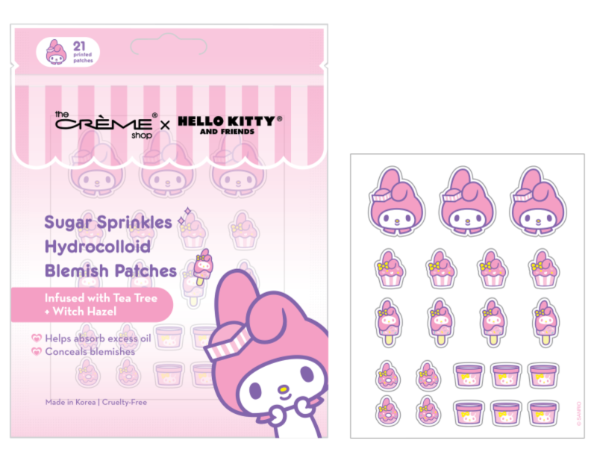 21
printed
patches
the
CRÈME®
shop
x
HELLO KITTY®
AND FRIENDS
Sugar Sprinkles
Hydrocolloid
Blemish Patches
Infused with Tea Tree
+ Witch Hazel
Helps absorb excess oil
Conceals blemishes
Made in Korea | Cruelty-Free